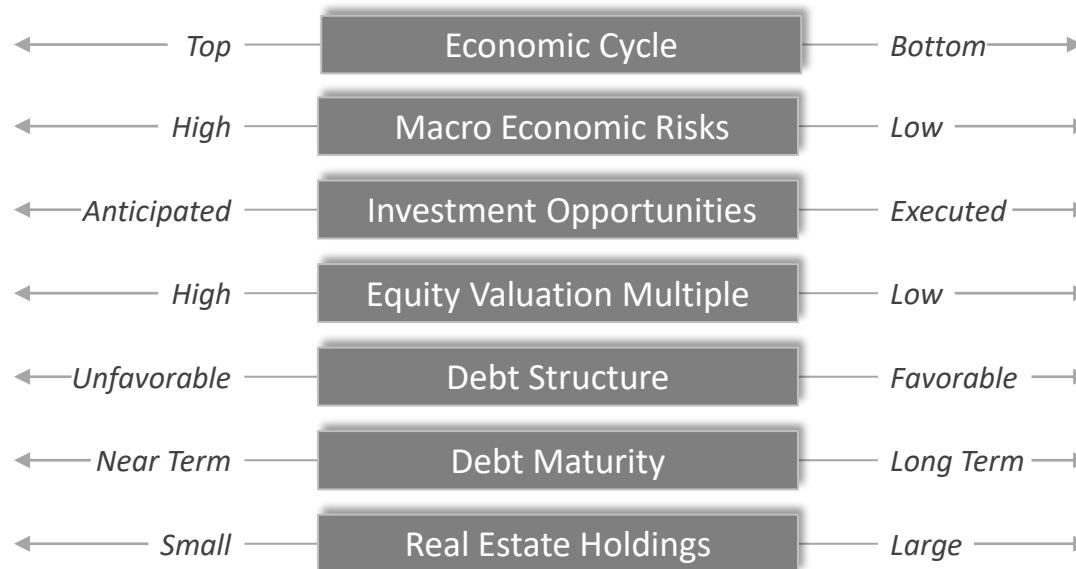 Top Economic Cycle Bottom
High Macro Economic Risks Low
Anticipated Investment Opportunities Executed
High Equity Valuation Multiple Low
Unfavorable Debt Structure Favorable
Near Term Debt Maturity Long Term
Small Real Estate Holdings Large